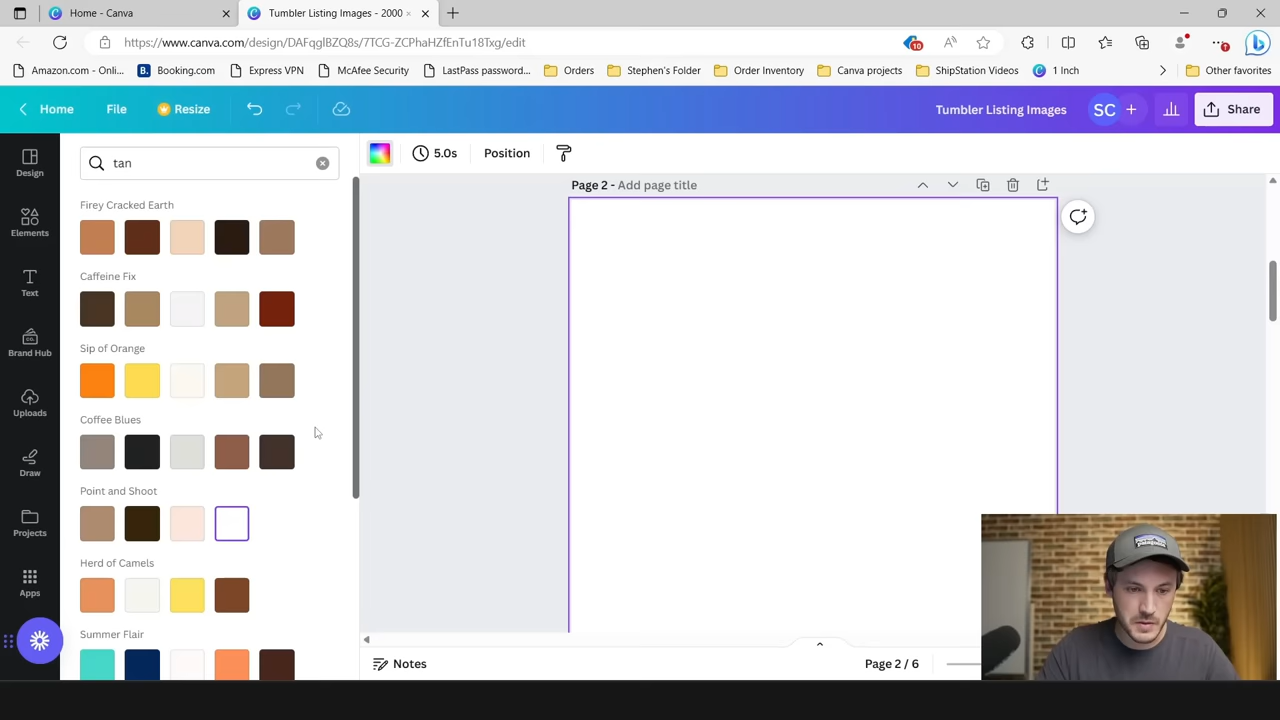 Home - Canva
Tumbler Listing Images - 2000
https://www.canva.com/design/DAFqglBZQ8s/7TCG-ZCPhaHZfEnTu18Txg/edit
10
Amazon.com - Onli...
B. Booking.com
Express VPN
McAfee Security
LastPass password...
Orders
Stephen's Folder
Order Inventory
Canva projects
ShipStation Videos
1 Inch
Other favorites
Home
File
Resize
Tumbler Listing Images
SC
Share
Design
Elements
Text
Brand Hub
Uploads
Draw
Projects
Apps
tan
Firey Cracked Earth
Caffeine Fix
Sip of Orange
Coffee Blues
Point and Shoot
Herd of Camels
Summer Flair
5.0s
Position
Page 2 - Add page title
Notes
Page 2 / 6